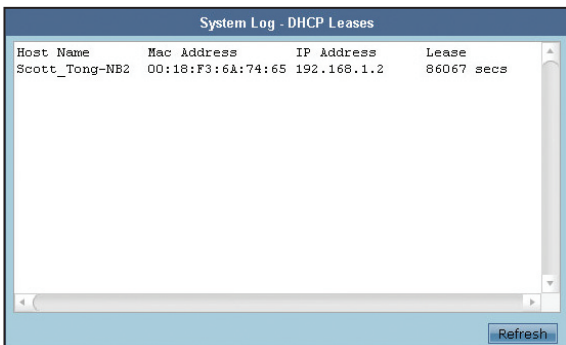 System Log - DHCP Leases
Host Name Mac Address IP Address Lease
Scott_Tong-NB2 00:18:F3:6A:74:65 192.168.1.2 86067 secs
Refresh